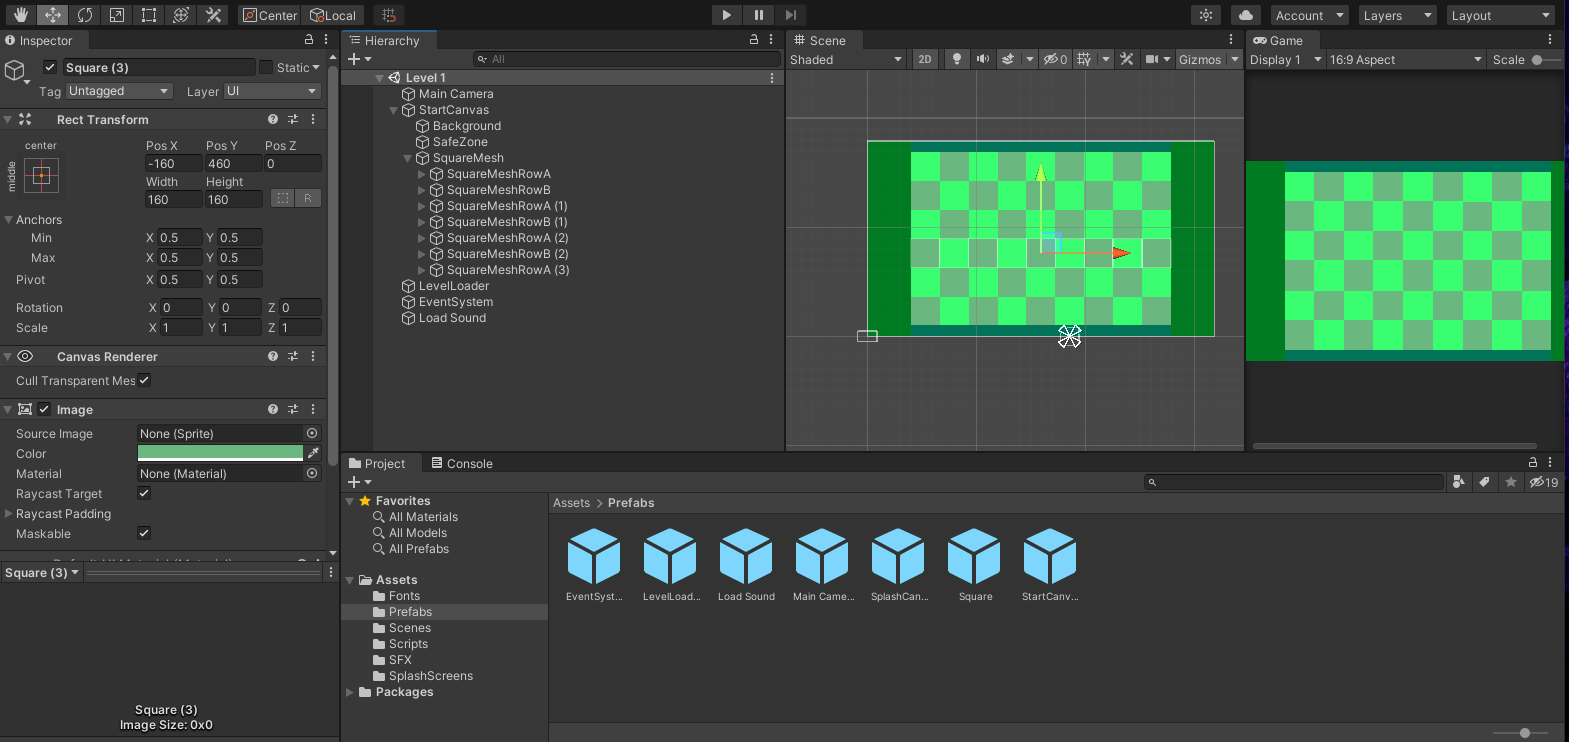 Center Local Account Layers Layout
Inspector
Square (3) Static
Tag Untagged Layer UI
Rect Transform
center
middle
Pos X Pos Y Pos Z
-160 460 0
Width Height
160 160
R
Anchors
Min X 0.5 Y 0.5
Max X 0.5 Y 0.5
Pivot X 0.5 Y 0.5
Rotation X 0 Y 0 Z 0
Scale X 1 Y 1 Z 1
Canvas Renderer
Cull Transparent Mes
Image
Source Image None (Sprite)
Color
Material None (Material)
Raycast Target
Raycast Padding
Maskable
Square (3)
Square (3)
Image Size: 0x0
Hierarchy
All
Level 1
Main Camera
StartCanvas
Background
SafeZone
SquareMesh
SquareMeshRowA
SquareMeshRowB
SquareMeshRowA (1)
SquareMeshRowB (1)
SquareMeshRowA (2)
SquareMeshRowB (2)
SquareMeshRowA (3)
LevelLoader
EventSystem
Load Sound
Scene
Shaded 2D 0 Gizmos
Game
Display 1 16:9 Aspect Scale
Project Console
19
Favorites
All Materials
All Models
All Prefabs
Assets
Fonts
Prefabs
Scenes
Scripts
SFX
SplashScreens
Packages
Assets > Prefabs
EventSyst... LevelLoad... Load Sound Main Came... SplashCan... Square StartCanv...